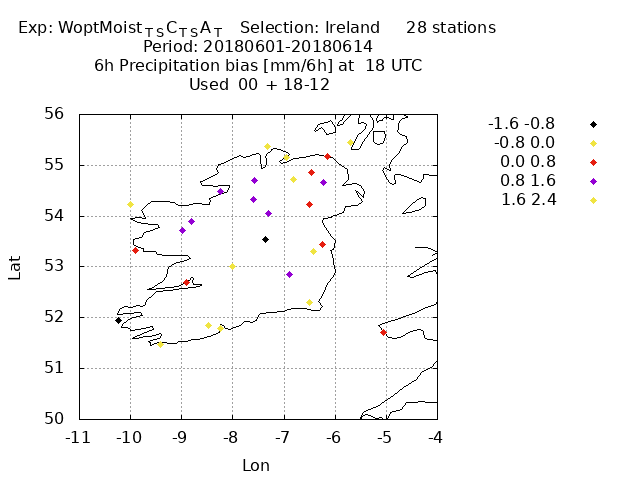 Exp: WoptMoist_TS C_TS A_T Selection: Ireland 28 stations
Period: 20180601-20180614
6h Precipitation bias [mm/6h] at 18 UTC
Used 00 + 18-12
-1.6 -0.8
-0.8 0.0
0.0 0.8
0.8 1.6
1.6 2.4
56
55
54
53
52
51
50
Lat
-11 -10 -9 -8 -7 -6 -5 -4
Lon